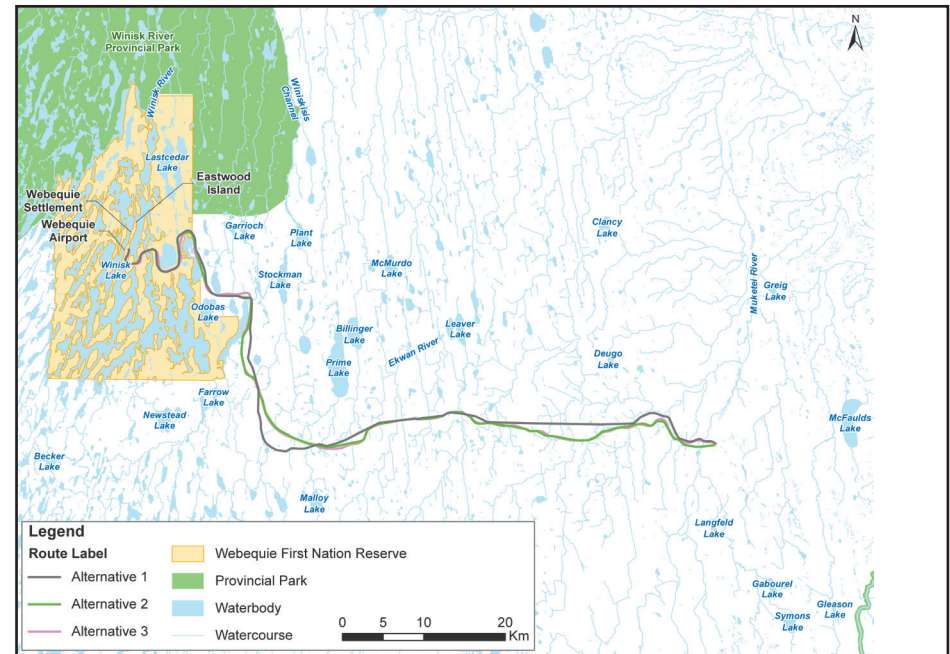 Winisk River
Provincial Park
N
Winisk River
Winiskisis
Channel
Lastcedar
Lake
Eastwood
Island
Webequie
Settlement
Webequie
Airport
Winisk
Lake
Garrioch
Lake
Plant
Lake
Clancy
Lake
McMurdo
Lake
Stockman
Lake
Muketei River
Greig
Lake
Odobas
Lake
Billinger
Lake
Leaver
Lake
Ekwan River
Prime
Lake
Deugo
Lake
Farrow
Lake
Newstead
Lake
McFaulds
Lake
Becker
Lake
Malloy
Lake
Langfeld
Lake
Gabourel
Lake
Symons
Lake
Gleason
Lake
Legend
Route Label
Alternative 1
Alternative 2
Alternative 3
Webequie First Nation Reserve
Provincial Park
Waterbody
Watercourse
0 5 10 20
Km